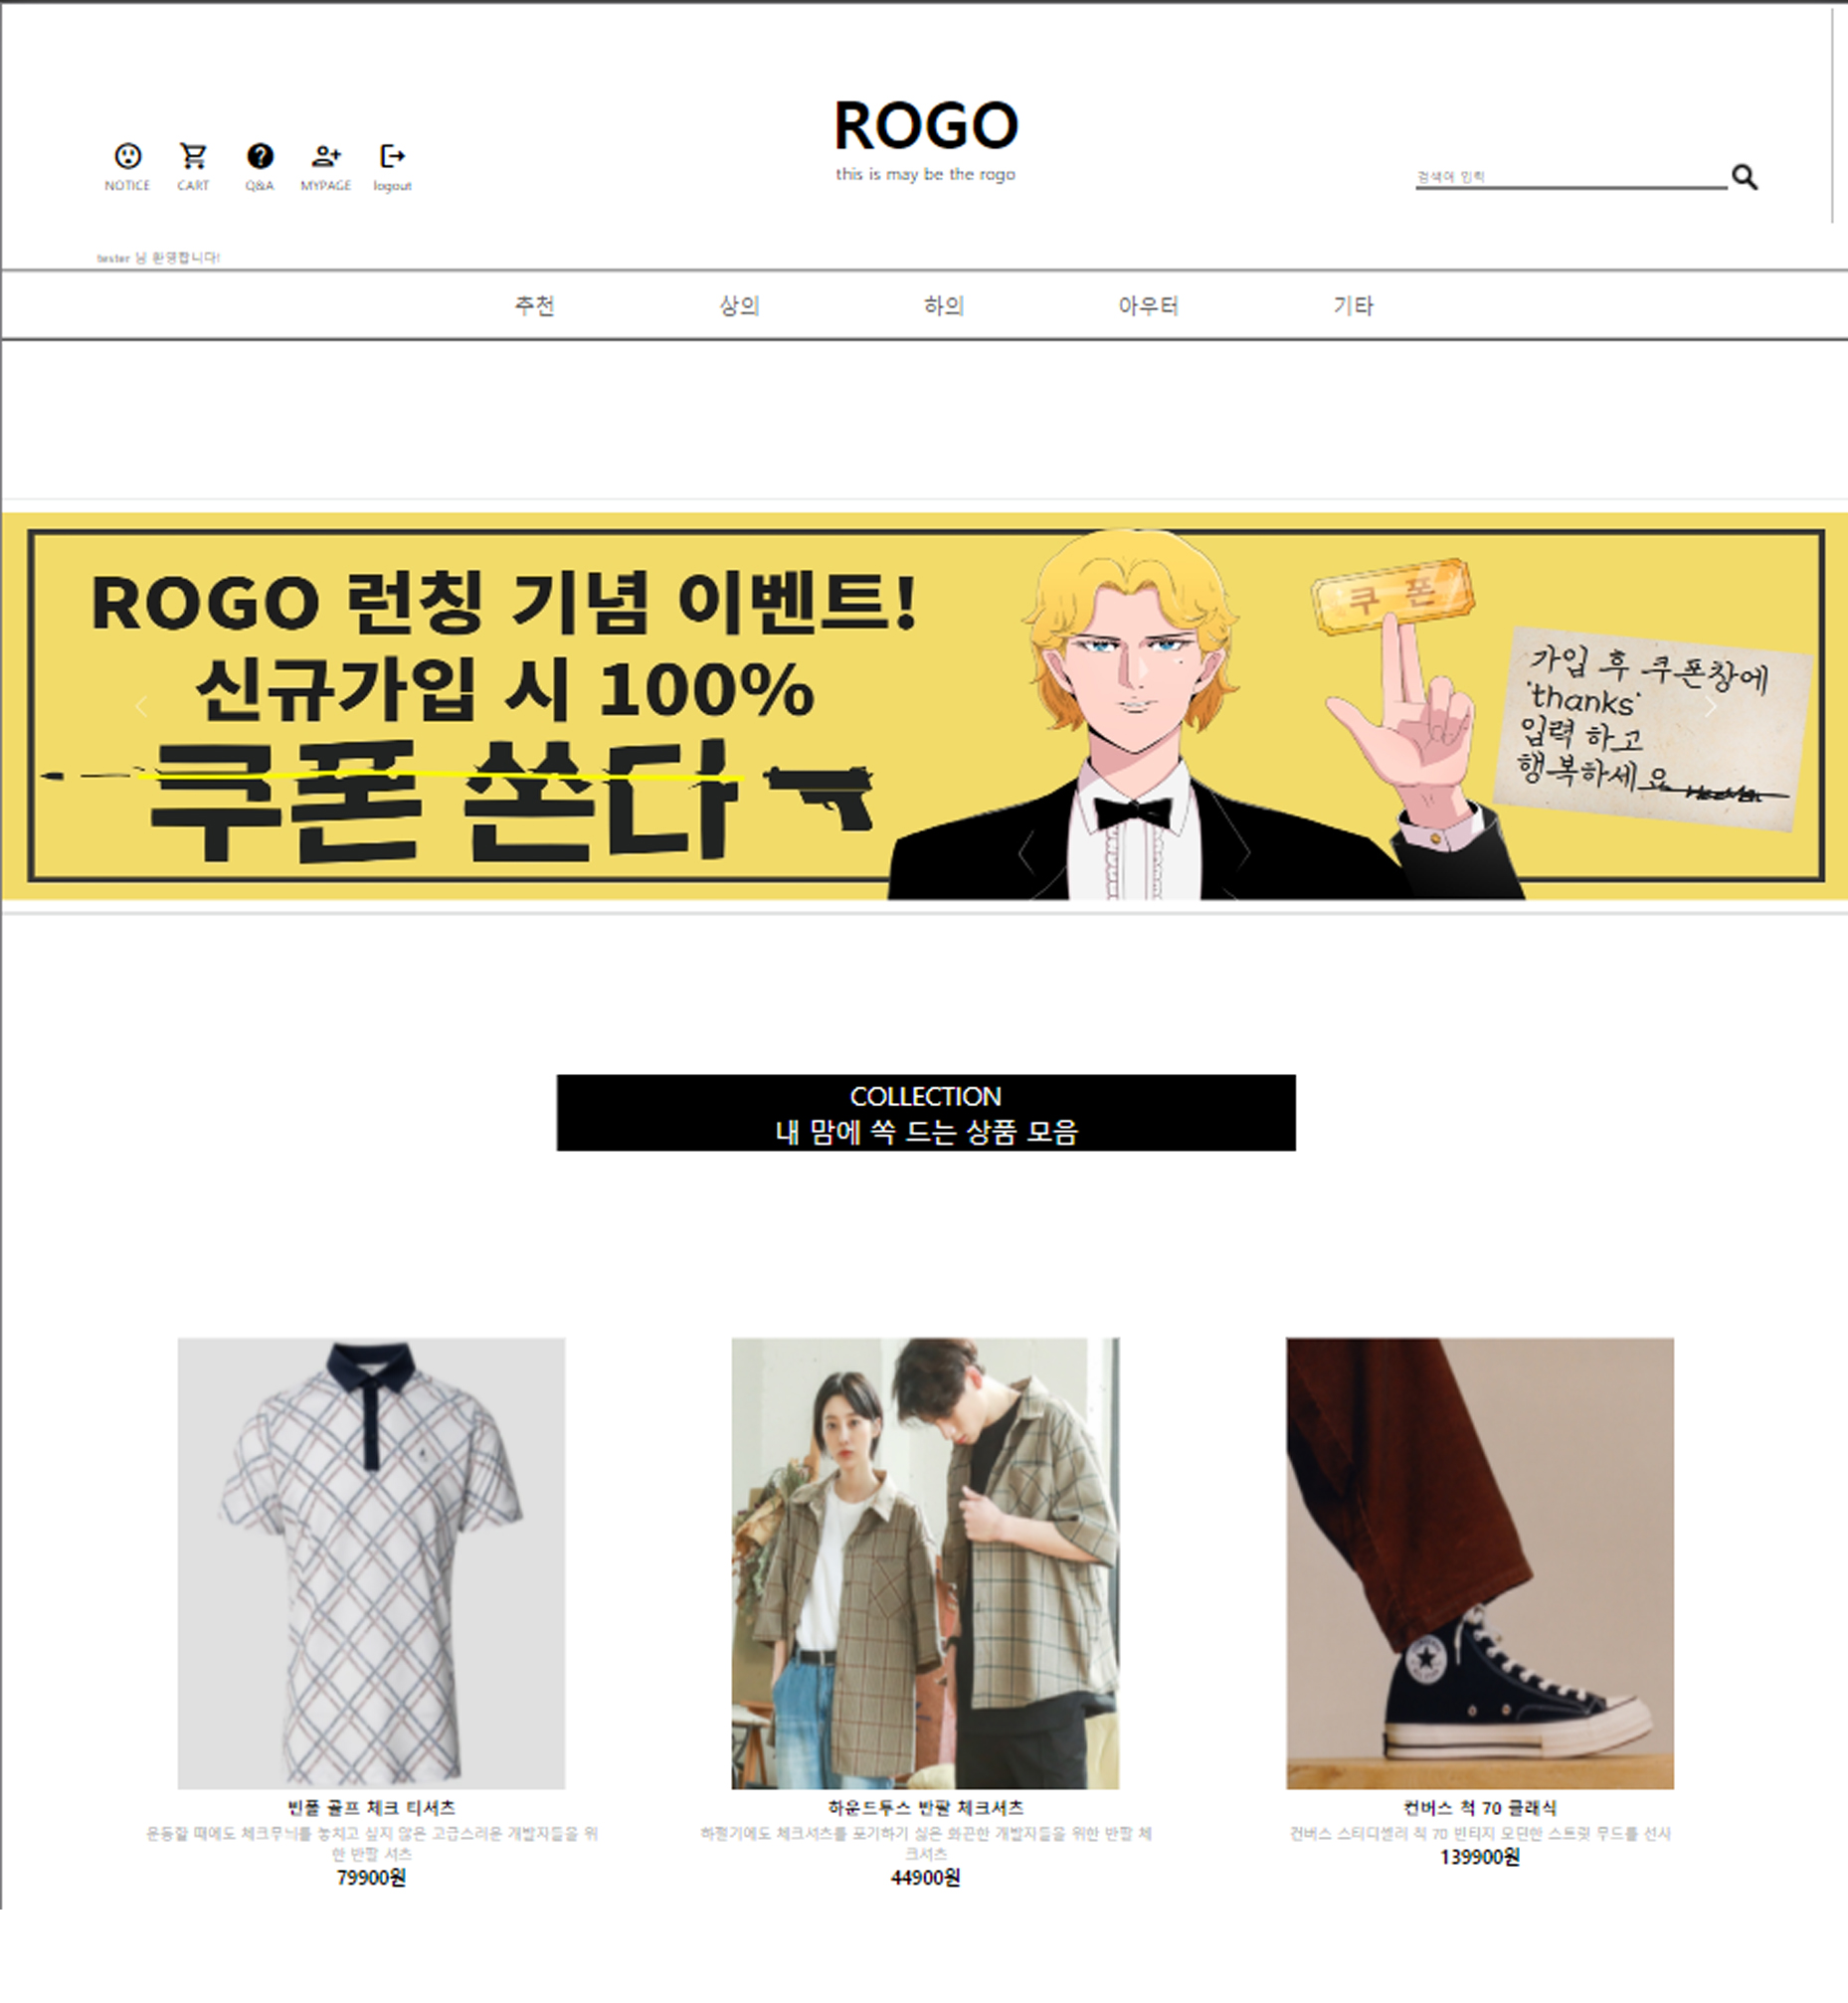 ROGO
this is may be the rogo
NOTICE CART Q&A MYPAGE logout
검색어 입력
tester 님 환영합니다!
추천 상의 하의 아우터 기타
ROGO 런칭 기념 이벤트!
신규가입 시 100%
쿠폰 쏜다
쿠 폰
가입 후 쿠폰창에
'thanks'
입력 하고
행복하세요
COLLECTION
내 맘에 쏙 드는 상품 모음
빈폴 골프 체크 티셔츠
운동할 때에도 체크무늬를 놓치고 싶지 않은 고급스러운 개발자들을 위
한 반팔 셔츠
79900원
하운드투스 반팔 체크셔츠
하절기에도 체크셔츠를 포기하기 싫은 화끈한 개발자들을 위한 반팔 체
크셔츠
44900원
컨버스 척 70 클래식
컨버스 스테디셀러 척 70 빈티지 모던한 스트릿 무드를 선사
139900원